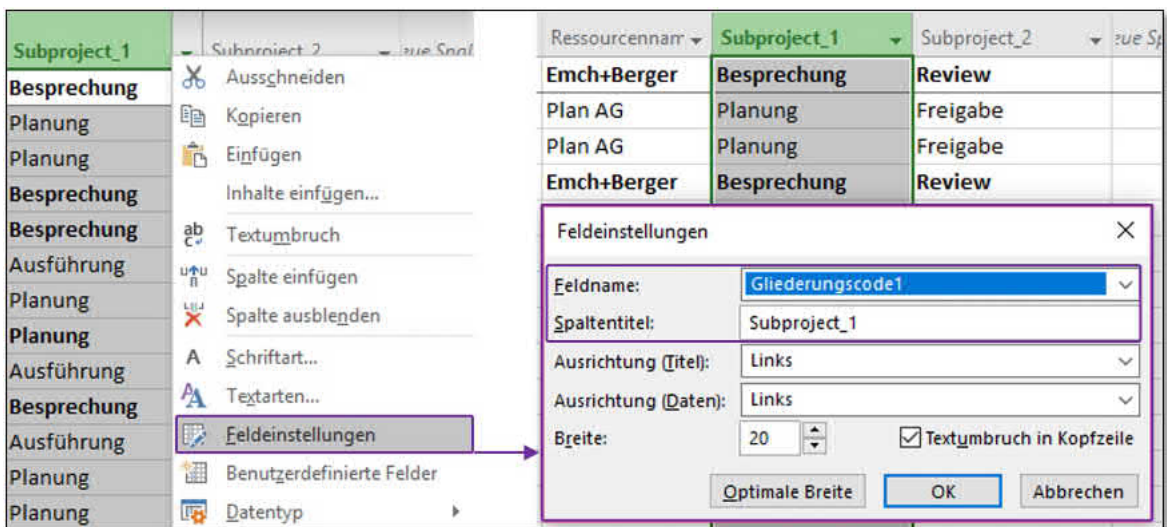 Subproject_1
Besprechung
Planung
Planung
Besprechung
Besprechung
Ausführung
Planung
Planung
Ausführung
Besprechung
Ausführung
Planung
Planung
Subproject_2
Ausschneiden
Kopieren
Einfügen
Inhalte einfügen...
Textumbruch
Spalte einfügen
Spalte ausblenden
Schriftart...
Textarten...
Feldeinstellungen
Benutzerdefinierte Felder
Datentyp
Ressourcennam Subproject_1 Subproject_2
Emch+Berger Besprechung Review
Plan AG Planung Freigabe
Plan AG Planung Freigabe
Emch+Berger Besprechung Review
Feldeinstellungen
Feldname: Gliederungscode1
Spaltentitel: Subproject_1
Ausrichtung (Titel): Links
Ausrichtung (Daten): Links
Breite: 20 Textumbruch in Kopfzeile
Optimale Breite OK Abbrechen